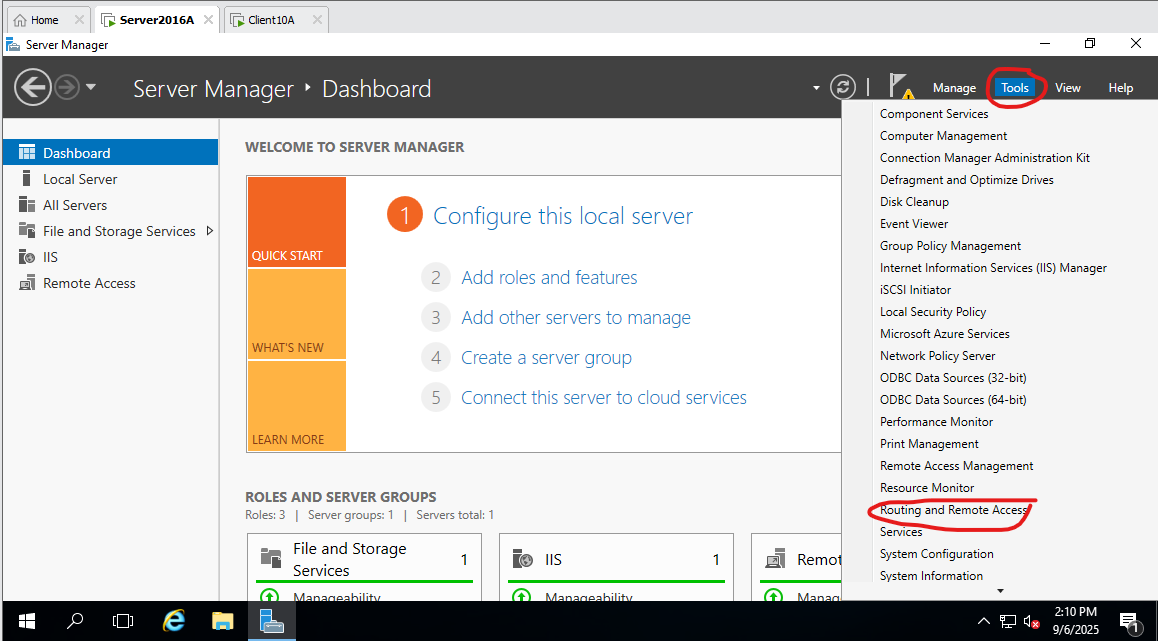 Home
Server2016A
Client10A
Server Manager
Server Manager
Dashboard
Manage
Tools
View
Help
Dashboard
Local Server
All Servers
File and Storage Services
IIS
Remote Access
WELCOME TO SERVER MANAGER
QUICK START
WHAT'S NEW
LEARN MORE
1 Configure this local server
2 Add roles and features
3 Add other servers to manage
4 Create a server group
5 Connect this server to cloud services
ROLES AND SERVER GROUPS
Roles: 3 | Server groups: 1 | Servers total: 1
File and Storage
Services
1
Manageability
IIS
1
Manageability
Remot
Manag
Component Services
Computer Management
Connection Manager Administration Kit
Defragment and Optimize Drives
Disk Cleanup
Event Viewer
Group Policy Management
Internet Information Services (IIS) Manager
iSCSI Initiator
Local Security Policy
Microsoft Azure Services
Network Policy Server
ODBC Data Sources (32-bit)
ODBC Data Sources (64-bit)
Performance Monitor
Print Management
Remote Access Management
Resource Monitor
Routing and Remote Access
Services
System Configuration
System Information
2:10 PM
9/6/2025
1